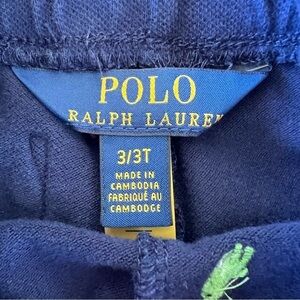 POLO
RALPH LAUREN
3/3T
MADE IN
CAMBODIA
FABRIQUÉ AU
CAMBODGE